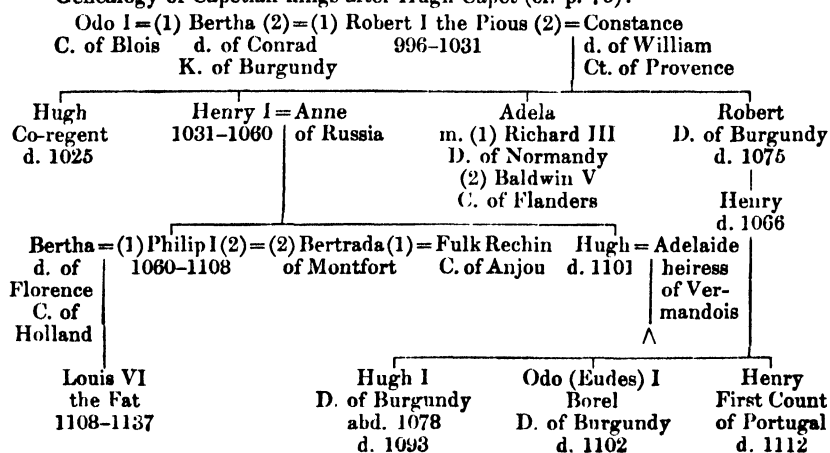 Genealogy of Capetian kings after Hugh Capet (cf. p. 76).
Odo I = (1) Bertha (2) = (1) Robert I the Pious (2) = Constance
C. of Blois d. of Conrad 996–1031 d. of William
K. of Burgundy Ct. of Provence
Hugh Henry I = Anne Adela Robert
Co-regent 1031–1060 of Russia m. (1) Richard III D. of Burgundy
d. 1025 D. of Normandy d. 1075
(2) Baldwin V
C. of Flanders Henry
d. 1066
Bertha = (1) Philip I (2) = (2) Bertrada (1) = Fulk Rechin Hugh = Adelaide
d. of 1060–1108 of Montfort C. of Anjou d. 1101 heiress
Florence of Ver-
C. of mandois
Holland
Louis VI Hugh I Odo (Eudes) I Henry
the Fat D. of Burgundy Borel First Count
1108–1137 abd. 1078 D. of Burgundy of Portugal
d. 1093 d. 1102 d. 1112